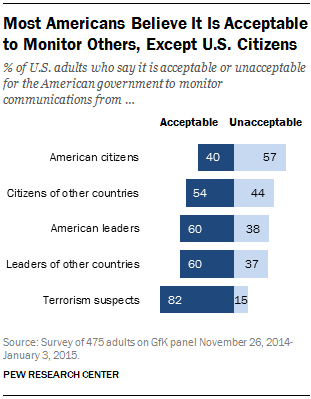 Most Americans Believe It Is Acceptable
to Monitor Others, Except U.S. Citizens
% of U.S. adults who say it is acceptable or unacceptable
for the American government to monitor
communications from ...
Acceptable Unacceptable
American citizens 40 57
Citizens of other countries 54 44
American leaders 60 38
Leaders of other countries 60 37
Terrorism suspects 82 15
Source: Survey of 475 adults on GfK panel November 26, 2014-
January 3, 2015.
PEW RESEARCH CENTER